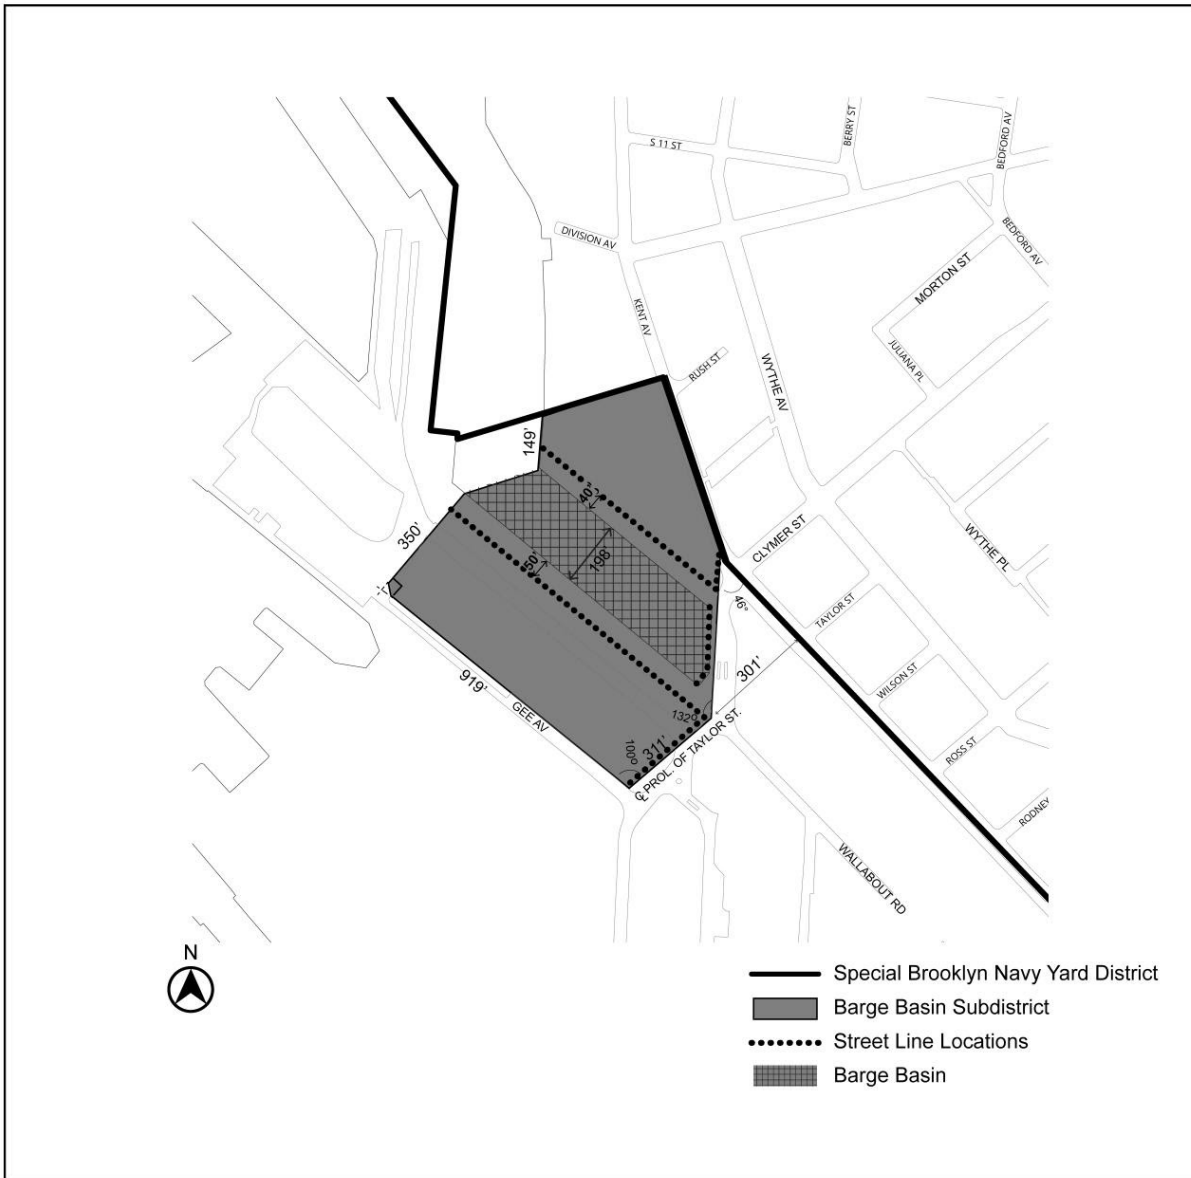 S 11 ST
BERRY ST
BEDFORD AV
DIVISION AV
BEDFORD AV
MORTON ST
KENT AV
JULIANA PL
RUSH ST
WYTHE AV
149'
40'
350'
50'
198'
CLYMER ST
WYTHE PL
46°
TAYLOR ST
301'
WILSON ST
919'
GEE AV
132°
311'
100°
℄ PROL. OF TAYLOR ST.
ROSS ST
RODNEY
WALLABOUT RD
N
Special Brooklyn Navy Yard District
Barge Basin Subdistrict
Street Line Locations
Barge Basin